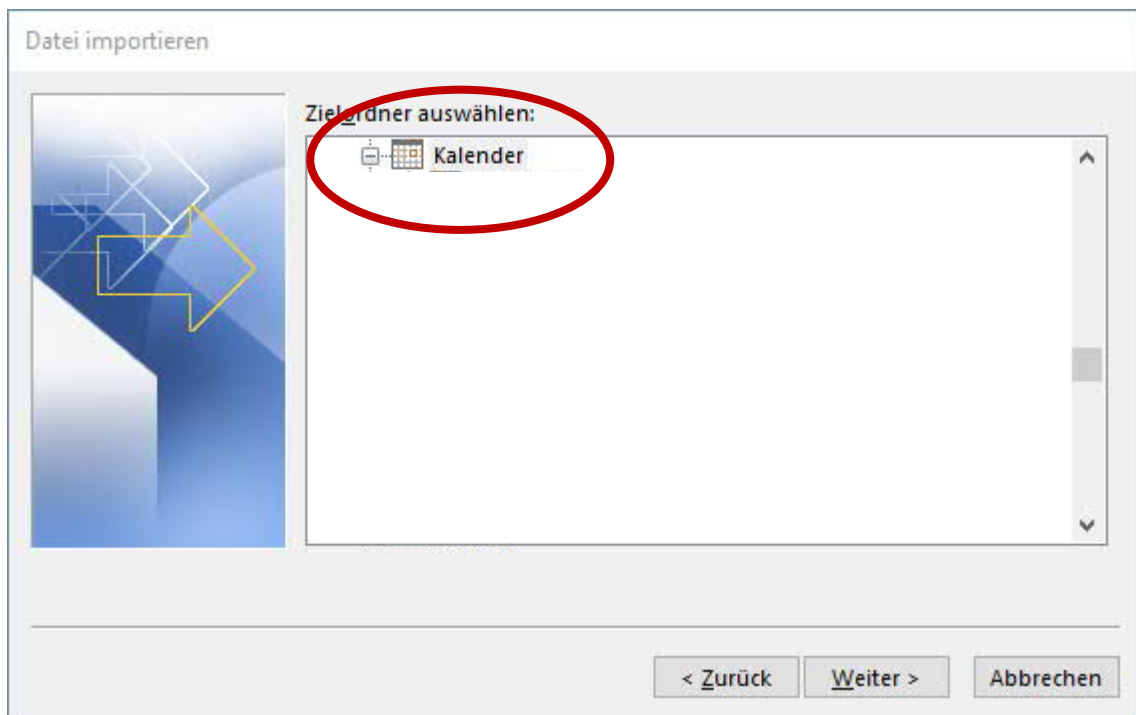 Datei importieren
Zielordner auswählen:
Kalender
< Zurück
Weiter >
Abbrechen